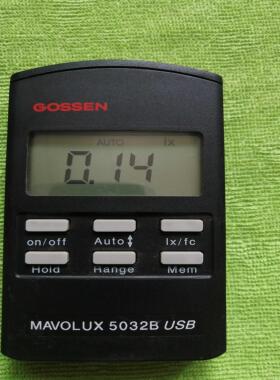 GOSSEN
AUTO lx
0.14
on/off Auto lx/fc
Hold Range Mem
MAVOLUX 5032B USB